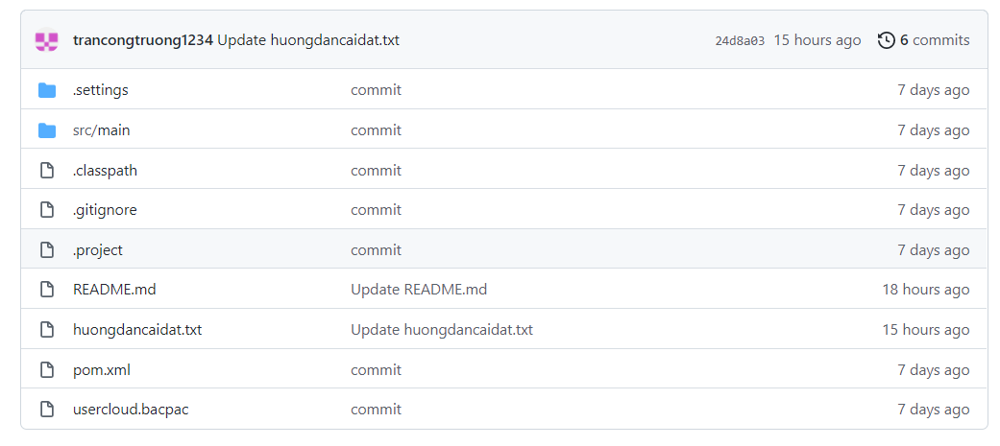 trancongtruong1234 Update huongdancaidat.txt 24d8a03 15 hours ago 6 commits
.settings commit 7 days ago
src/main commit 7 days ago
.classpath commit 7 days ago
.gitignore commit 7 days ago
.project commit 7 days ago
README.md Update README.md 18 hours ago
huongdancaidat.txt Update huongdancaidat.txt 15 hours ago
pom.xml commit 7 days ago
usercloud.bacpac commit 7 days ago